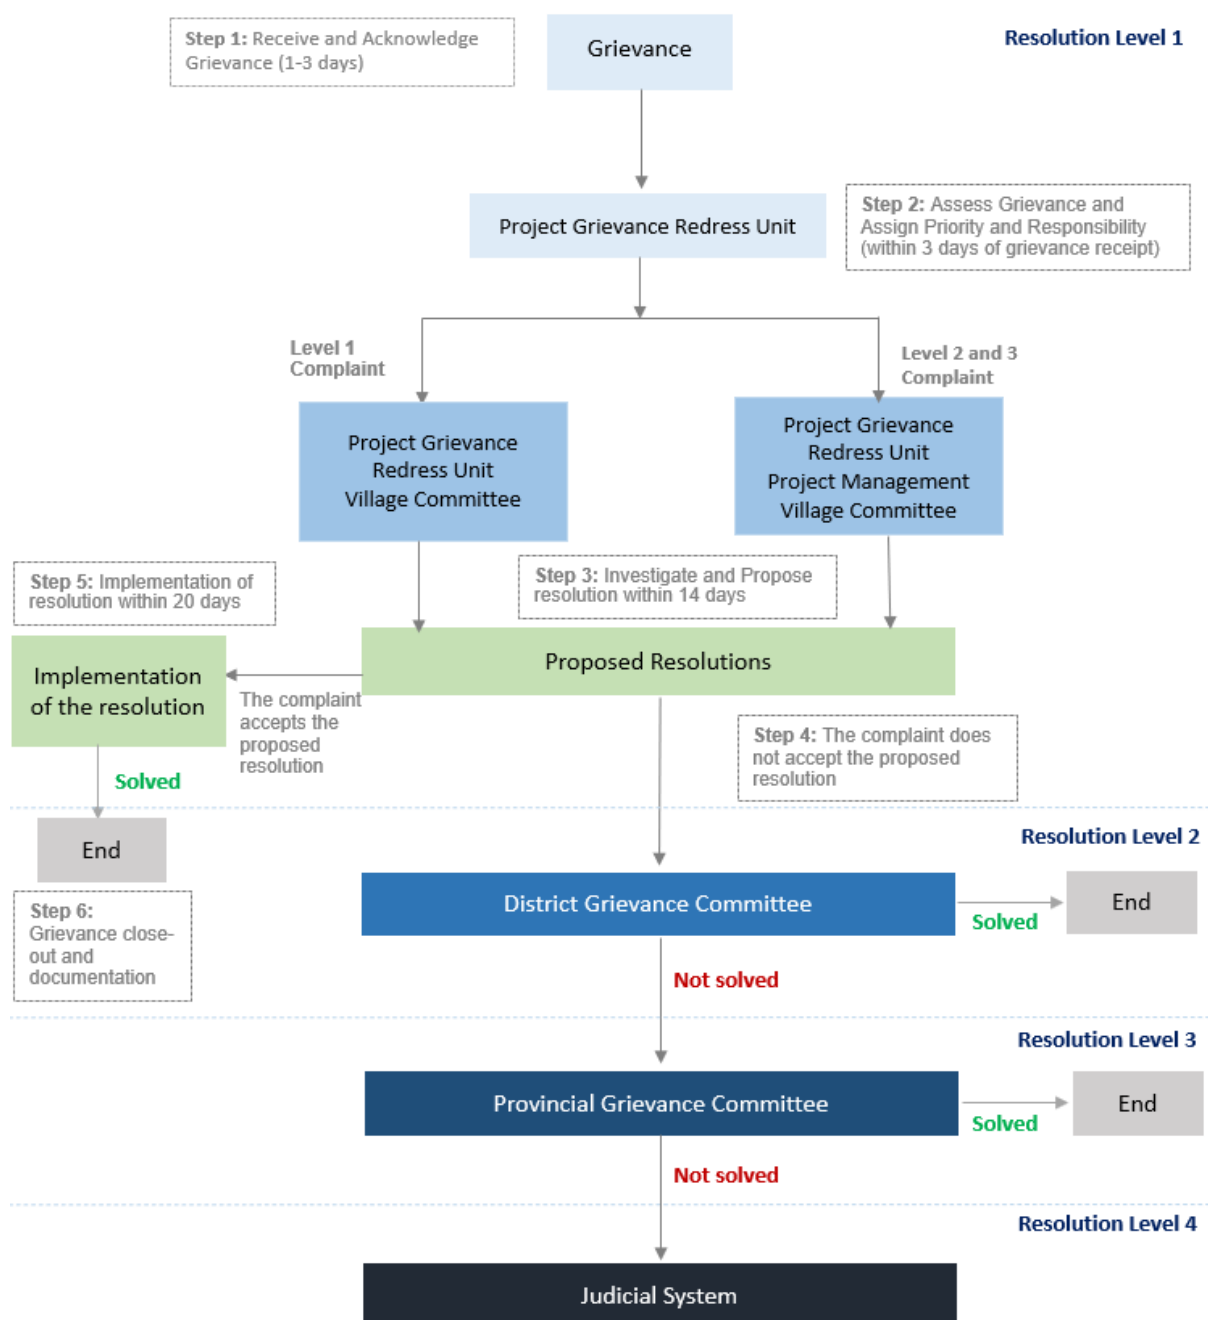 Step 1: Receive and Acknowledge
Grievance (1-3 days)
Grievance
Resolution Level 1
Project Grievance Redress Unit
Step 2: Assess Grievance and
Assign Priority and Responsibility
(within 3 days of grievance receipt)
Level 1
Complaint
Level 2 and 3
Complaint
Project Grievance
Redress Unit
Village Committee
Project Grievance
Redress Unit
Project Management
Village Committee
Step 5: Implementation of
resolution within 20 days
Step 3: Investigate and Propose
resolution within 14 days
Implementation
of the resolution
The complaint
accepts the
proposed
resolution
Proposed Resolutions
Step 4: The complaint does
not accept the proposed
resolution
Solved
End
Resolution Level 2
Step 6:
Grievance close-
out and
documentation
District Grievance Committee
Solved
End
Not solved
Resolution Level 3
Provincial Grievance Committee
Solved
End
Not solved
Resolution Level 4
Judicial System